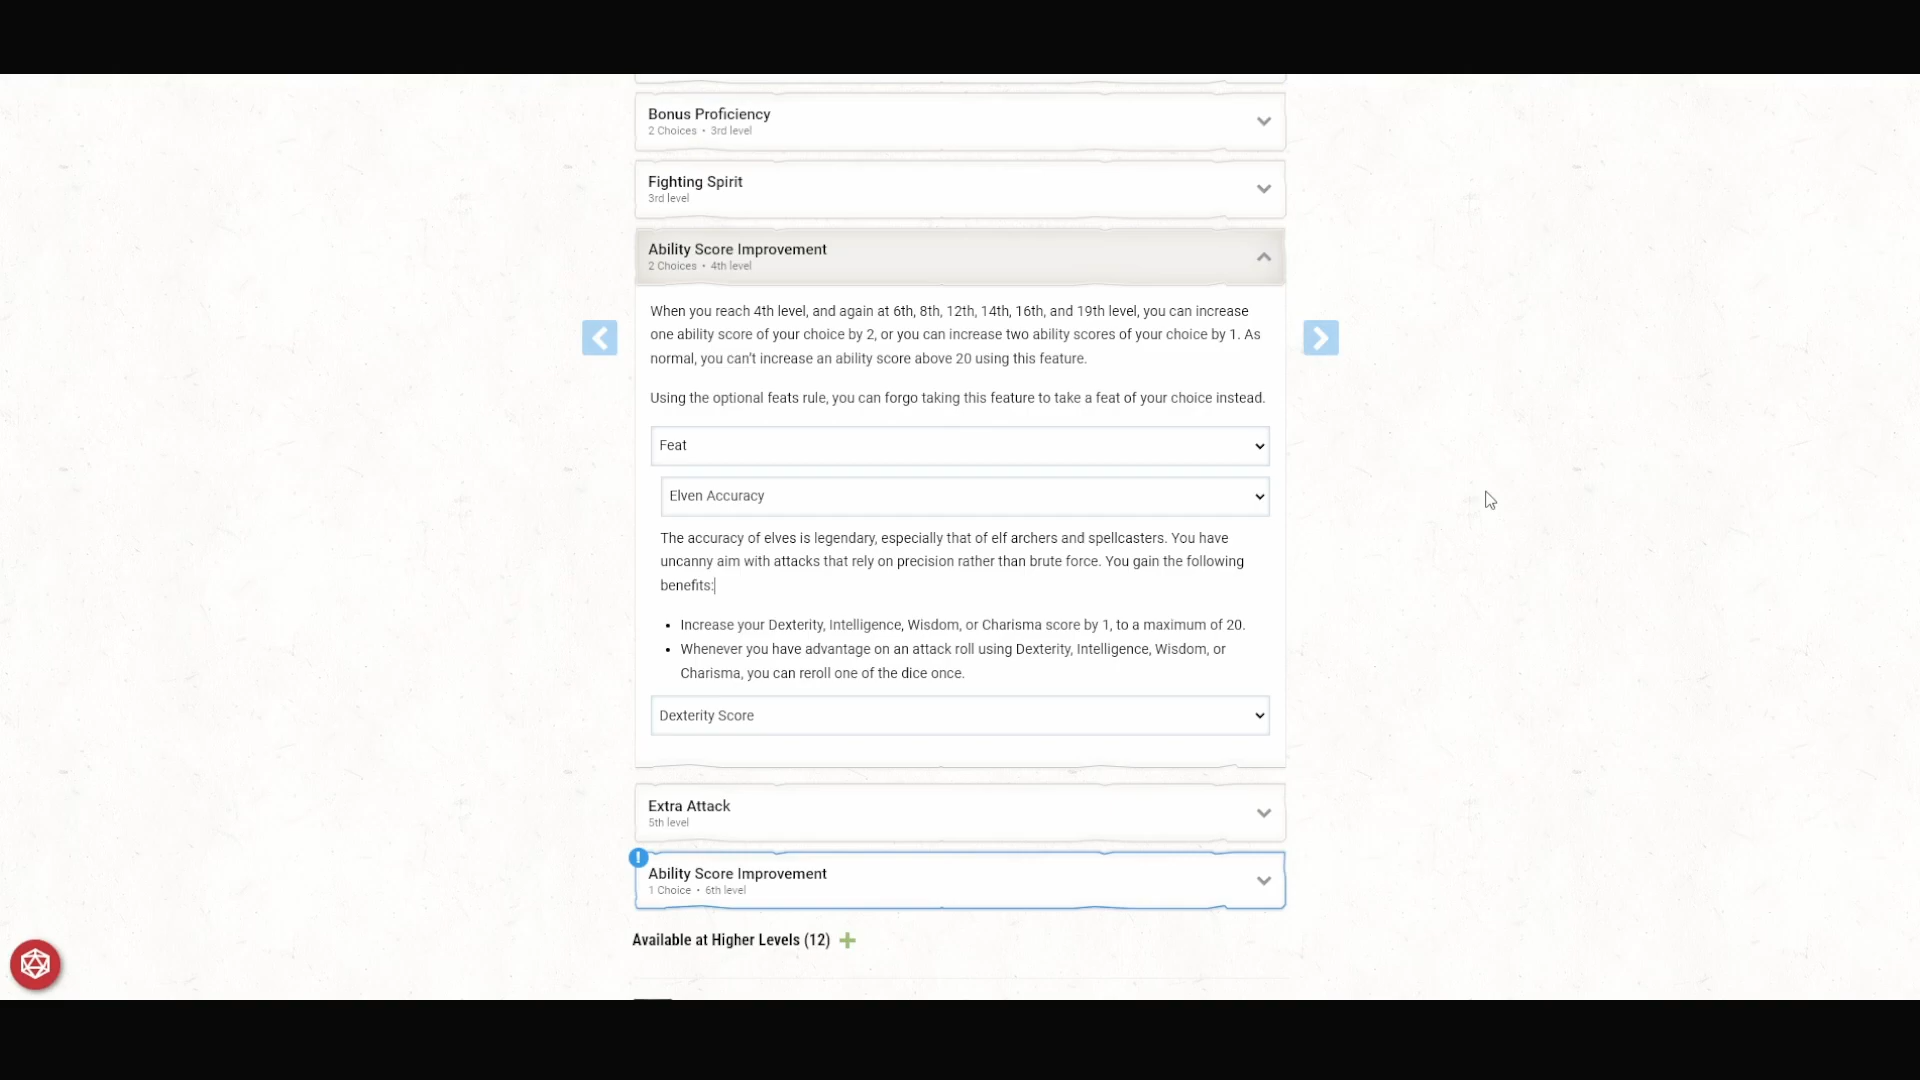 Bonus Proficiency
2 Choices • 3rd level
Fighting Spirit
3rd level
Ability Score Improvement
2 Choices • 4th level
When you reach 4th level, and again at 6th, 8th, 12th, 14th, 16th, and 19th level, you can increase
one ability score of your choice by 2, or you can increase two ability scores of your choice by 1. As
normal, you can't increase an ability score above 20 using this feature.
Using the optional feats rule, you can forgo taking this feature to take a feat of your choice instead.
Feat
Elven Accuracy
The accuracy of elves is legendary, especially that of elf archers and spellcasters. You have
uncanny aim with attacks that rely on precision rather than brute force. You gain the following
benefits:
• Increase your Dexterity, Intelligence, Wisdom, or Charisma score by 1, to a maximum of 20.
• Whenever you have advantage on an attack roll using Dexterity, Intelligence, Wisdom, or
Charisma, you can reroll one of the dice once.
Dexterity Score
Extra Attack
5th level
!
Ability Score Improvement
1 Choice • 6th level
Available at Higher Levels (12)